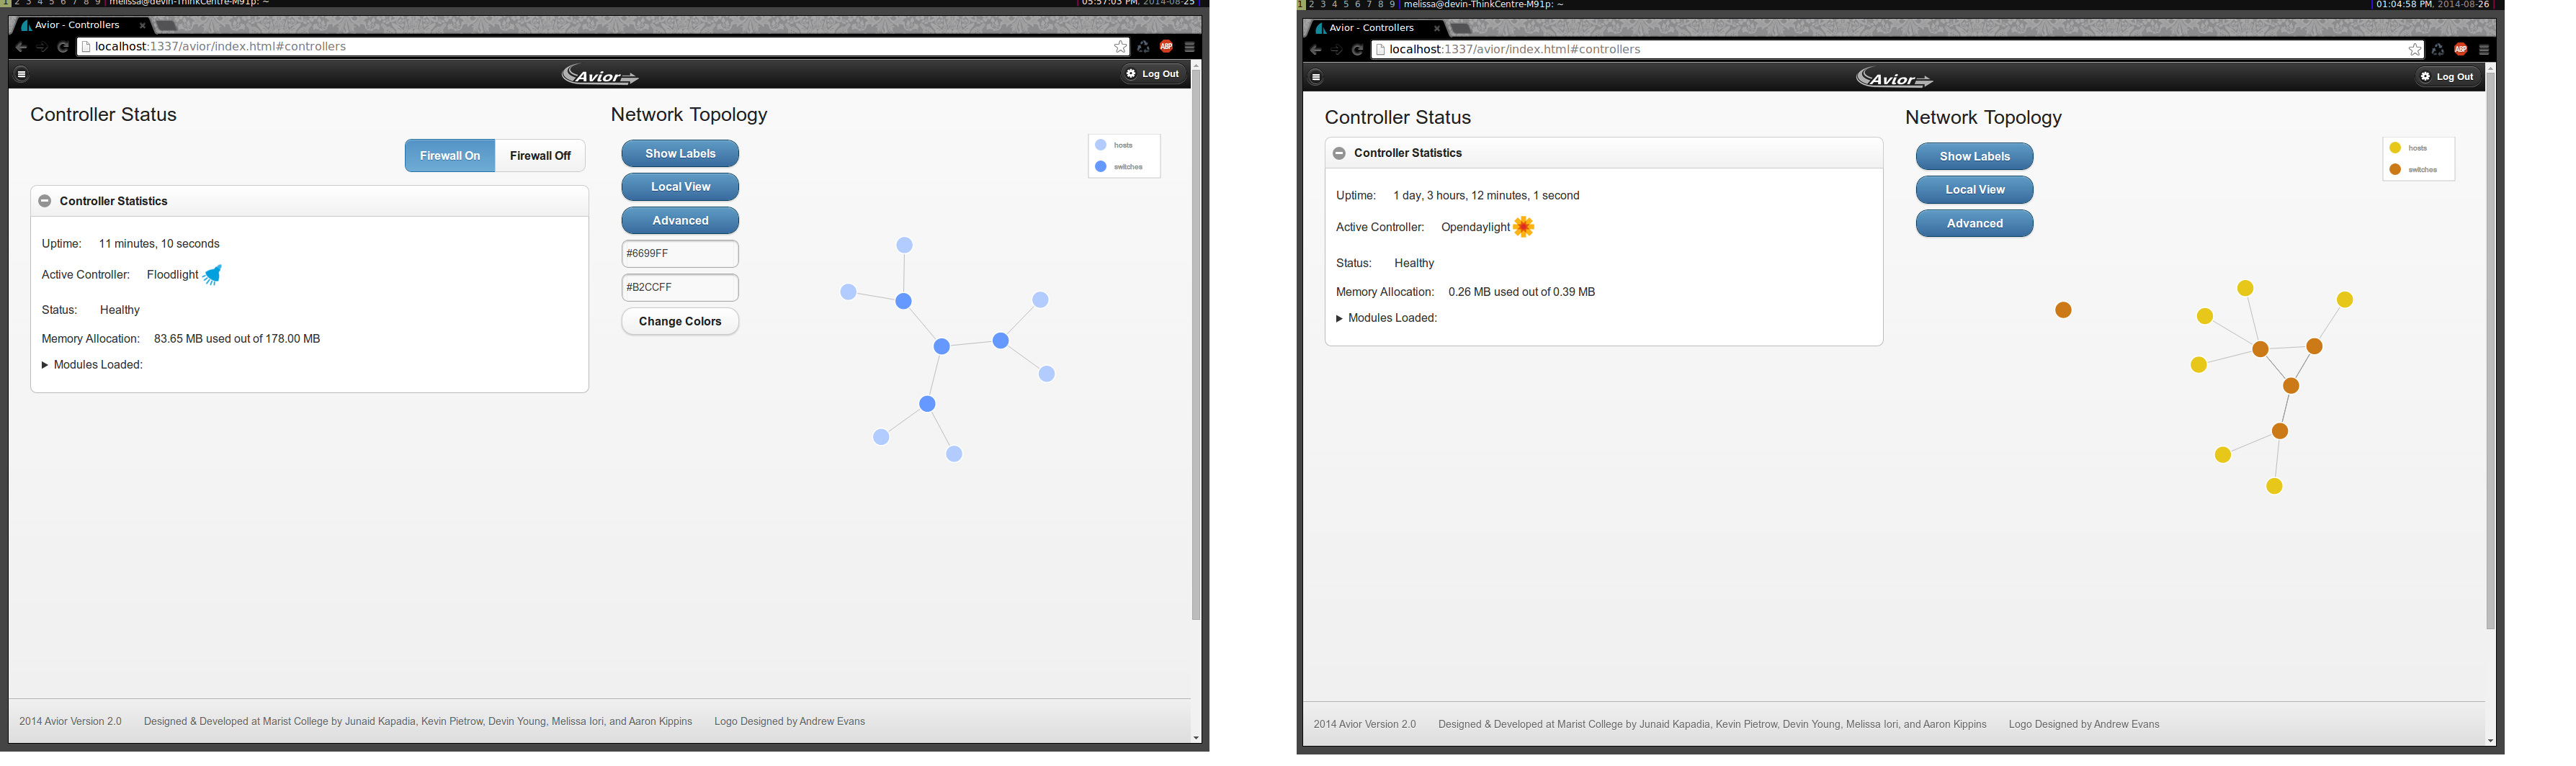 1 2 3 4 5 6 7 8 9 melissa@devin-ThinkCentre-M91p: ~ 05:57:03 PM, 2014-08-25
Avior - Controllers
localhost:1337/avior/index.html#controllers
ABP
Avior
Log Out
Controller Status
Firewall On Firewall Off
Controller Statistics
Uptime: 11 minutes, 10 seconds
Active Controller: Floodlight
Status: Healthy
Memory Allocation: 83.65 MB used out of 178.00 MB
Modules Loaded:
Network Topology
Show Labels
Local View
Advanced
#6699FF
#B2CCFF
Change Colors
hosts
switches
2014 Avior Version 2.0 Designed & Developed at Marist College by Junaid Kapadia, Kevin Pietrow, Devin Young, Melissa Iori, and Aaron Kippins Logo Designed by Andrew Evans
1 2 3 4 5 6 7 8 9 melissa@devin-ThinkCentre-M91p: ~ 01:04:58 PM, 2014-08-26
Avior - Controllers
localhost:1337/avior/index.html#controllers
ABP
Avior
Log Out
Controller Status
Controller Statistics
Uptime: 1 day, 3 hours, 12 minutes, 1 second
Active Controller: Opendaylight
Status: Healthy
Memory Allocation: 0.26 MB used out of 0.39 MB
Modules Loaded:
Network Topology
Show Labels
Local View
Advanced
hosts
switches
2014 Avior Version 2.0 Designed & Developed at Marist College by Junaid Kapadia, Kevin Pietrow, Devin Young, Melissa Iori, and Aaron Kippins Logo Designed by Andrew Evans